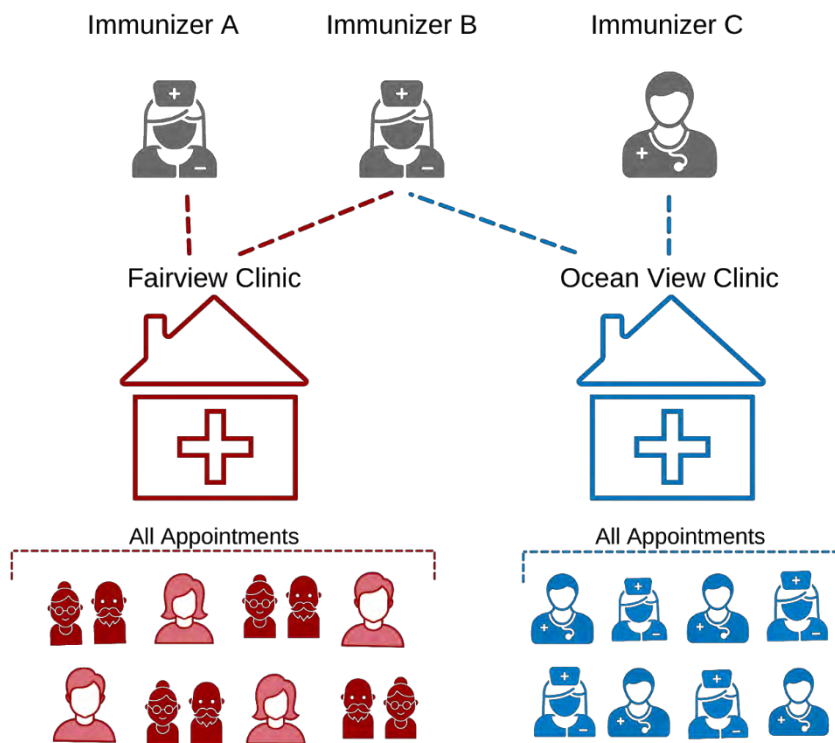 Immunizer A
Immunizer B
Immunizer C
Fairview Clinic
Ocean View Clinic
All Appointments
All Appointments